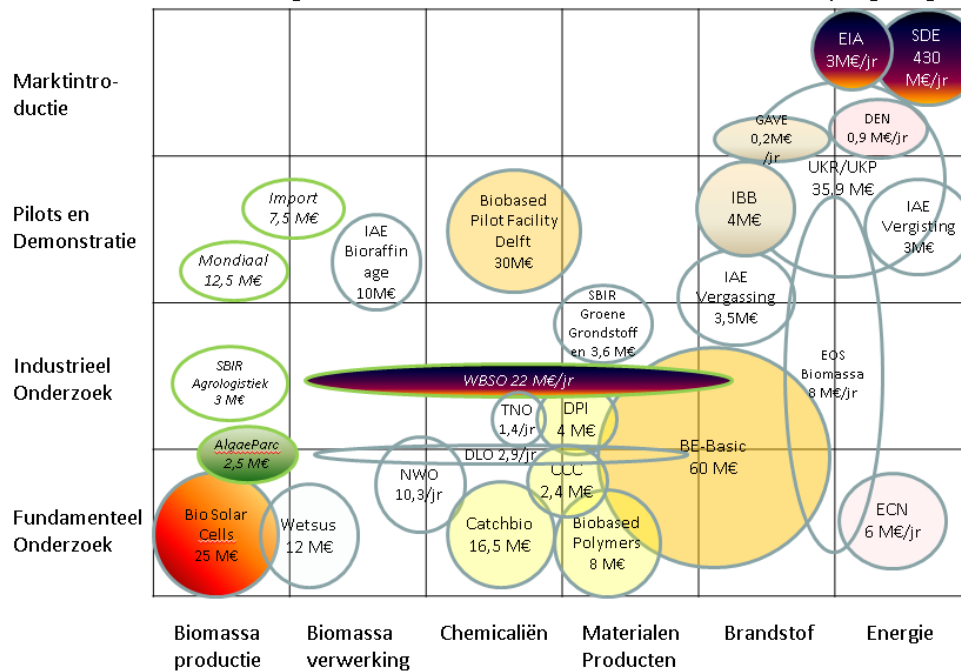 EIA
3M€/jr
SDE
430
M€/jr
Marktintro-
ductie
GAVE
0,2M€
/jr
DEN
0,9 M€/jr
UKR/UKP
35,9 M€
Import
7,5 M€
Pilots en
Demonstratie
IAE
Bioraffin
age
10M€
Biobased
Pilot Facility
Delft
30M€
IBB
4M€
IAE
Vergisting
3M€
Mondiaal
12,5 M€
IAE
Vergassing
3,5M€
SBIR
Groene
Grondstoff
en 3,6 M€
Industrieel
Onderzoek
SBIR
Agrologistiek
3 M€
WBSO 22 M€/jr
EOS
Biomassa
8 M€/jr
TNO
1,4/jr
DPI
4 M€
BE-Basic
60 M€
AlgaeParc
2,5 M€
DLO 2,9/jr
NWO
10,3/jr
CCC
2,4 M€
Fundamenteel
Onderzoek
Bio Solar
Cells
25 M€
Wetsus
12 M€
Catchbio
16,5 M€
Biobased
Polymers
8 M€
ECN
6 M€/jr
Biomassa
productie
Biomassa
verwerking
Chemicaliën
Materialen
Producten
Brandstof
Energie